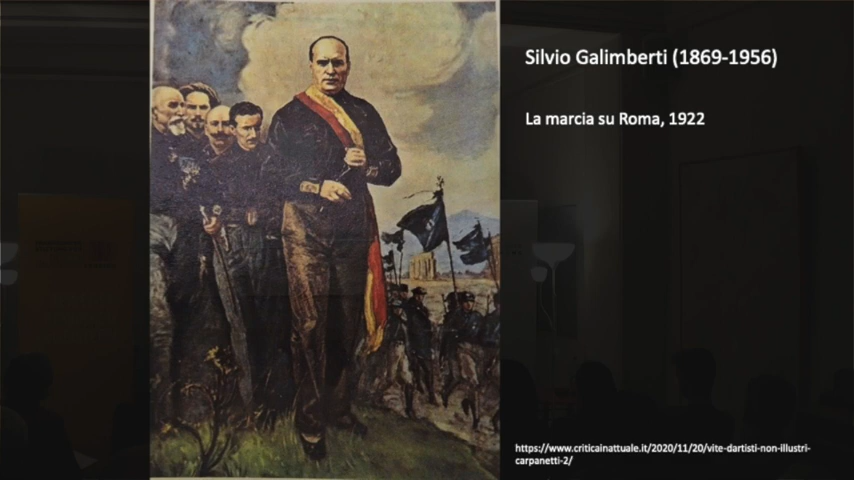 Silvio Galimberti (1869-1956)
La marcia su Roma, 1922
https://www.criticainattuale.it/2020/11/20/vite-dartisti-non-illustri-
carpanetti-2/